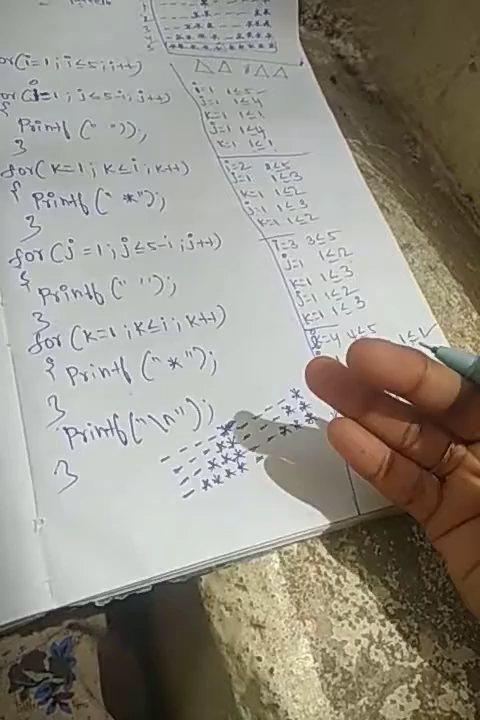 for(i=1; i≤5; i++)
for(j=1; j≤5-i; j++)
{
Printf(" ");
}
for(k=1; k≤i; k++)
{ Printf("*");
}
for(j=1; j≤5-i; j++)
{ Printf(" ");
}
for(k=1; k≤i; k++)
{ Printf("*");
}
Printf("\n");
}
i=1 1≤5
j=1 1≤4
k=1 1≤1
j=1 1≤4
k=1 1≤1
i=2 2≤5
j=1 1≤3
k=1 1≤2
j=1 1≤3
k=1 1≤2
i=3 3≤5
j=1 1≤2
k=1 1≤3
j=1 1≤2
k=1 1≤3
4≤5